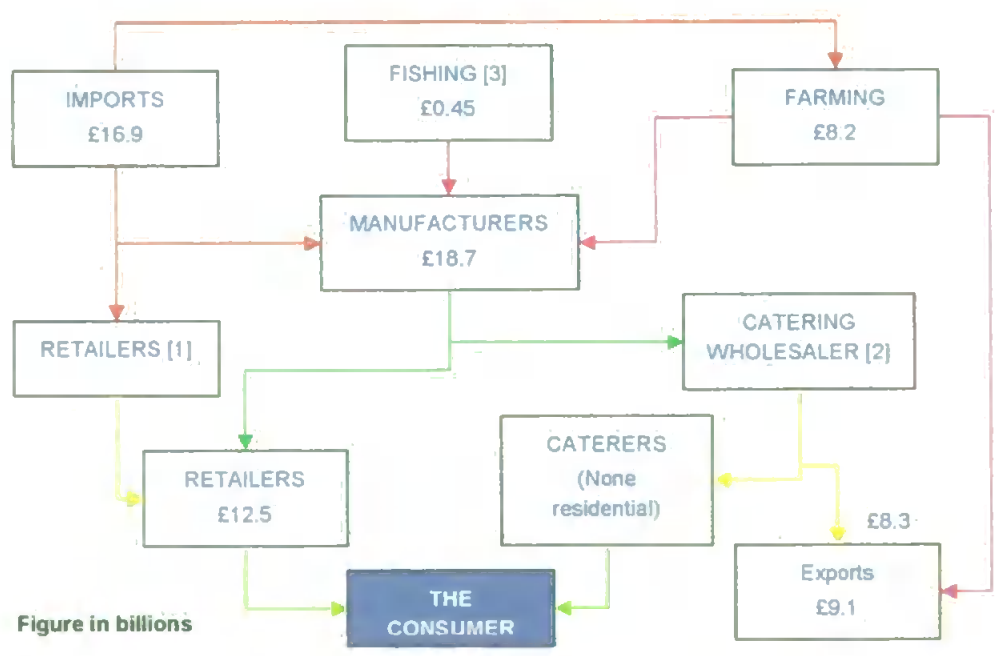 IMPORTS
£16.9
FISHING [3]
£0.45
FARMING
£8.2
MANUFACTURERS
£18.7
RETAILERS [1]
CATERING
WHOLESALER [2]
RETAILERS
£12.5
CATERERS
(None
residential)
£8.3
Exports
£9.1
THE
CONSUMER
Figure in billions